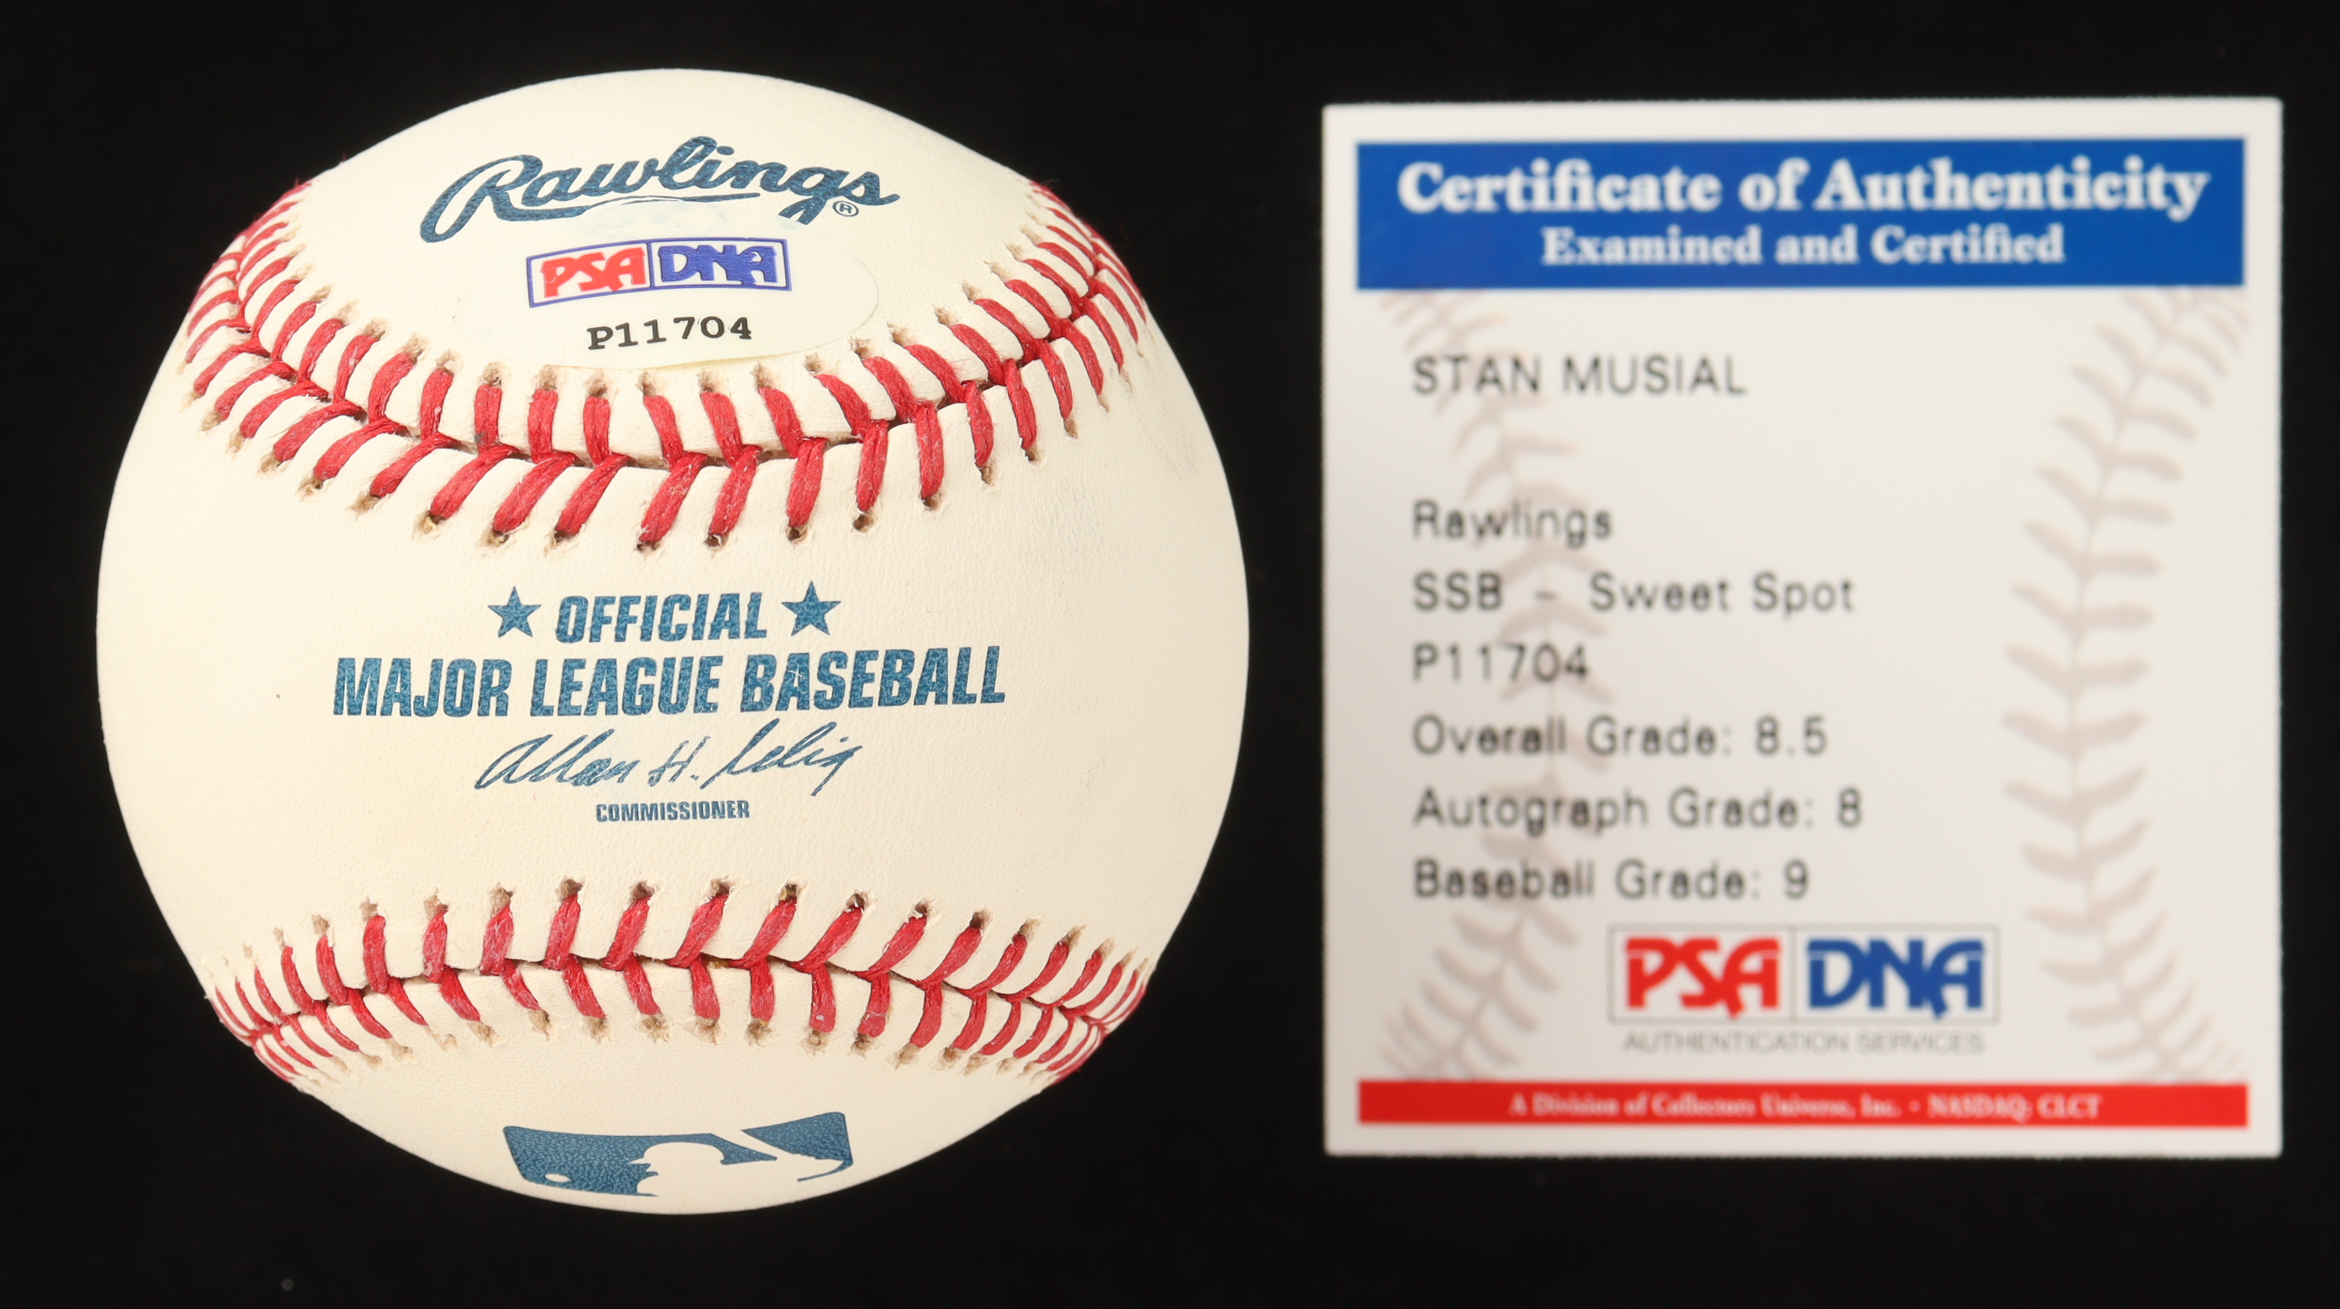 Rawlings®
PSA DNA
P11704
★ OFFICIAL ★
MAJOR LEAGUE BASEBALL
Allan H. Selig
COMMISSIONER
Certificate of Authenticity
Examined and Certified
STAN MUSIAL
Rawlings
SSB - Sweet Spot
P11704
Overall Grade: 8.5
Autograph Grade: 8
Baseball Grade: 9
PSA DNA
AUTHENTICATION SERVICES
A Division of Collectors Universe, Inc. · NASDAQ: CLCT